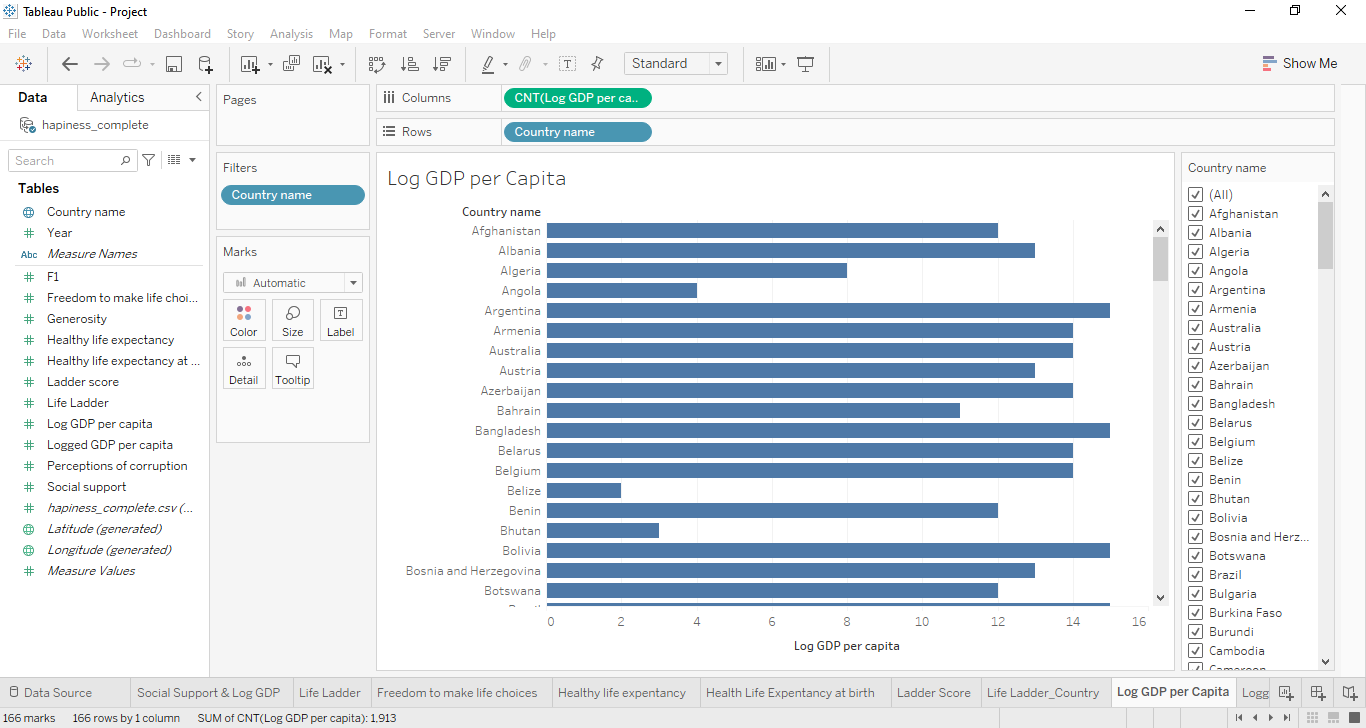 Tableau Public - Project
File Data Worksheet Dashboard Story Analysis Map Format Server Window Help
Standard
Show Me
Data Analytics
hapiness_complete
Search
Tables
Country name
Year
Abc Measure Names
F1
Freedom to make life choi...
Generosity
Healthy life expectancy
Healthy life expectancy at ...
Ladder score
Life Ladder
Log GDP per capita
Logged GDP per capita
Perceptions of corruption
Social support
hapiness_complete.csv (...
Latitude (generated)
Longitude (generated)
Measure Values
Pages
Filters
Country name
Marks
Automatic
Color Size Label
Detail Tooltip
Columns CNT(Log GDP per ca..
Rows Country name
Log GDP per Capita
Country name
Afghanistan
Albania
Algeria
Angola
Argentina
Armenia
Australia
Austria
Azerbaijan
Bahrain
Bangladesh
Belarus
Belgium
Belize
Benin
Bhutan
Bolivia
Bosnia and Herzegovina
Botswana
0 2 4 6 8 10 12 14 16
Log GDP per capita
Country name
(All)
Afghanistan
Albania
Algeria
Angola
Argentina
Armenia
Australia
Austria
Azerbaijan
Bahrain
Bangladesh
Belarus
Belgium
Belize
Benin
Bhutan
Bolivia
Bosnia and Herz...
Botswana
Brazil
Bulgaria
Burkina Faso
Burundi
Cambodia
Data Source Social Support & Log GDP Life Ladder Freedom to make life choices Healthy life expentancy Health Life Expentancy at birth Ladder Score Life Ladder_Country Log GDP per Capita Logg
166 marks 166 rows by 1 column SUM of CNT(Log GDP per capita): 1,913